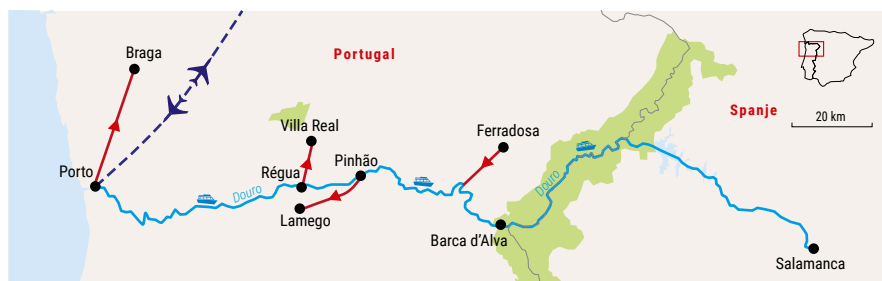 Braga
Portugal
Spanje
20 km
Villa Real
Ferradosa
Pinhão
Porto
Régua
Douro
Douro
Lamego
Barca d'Alva
Salamanca